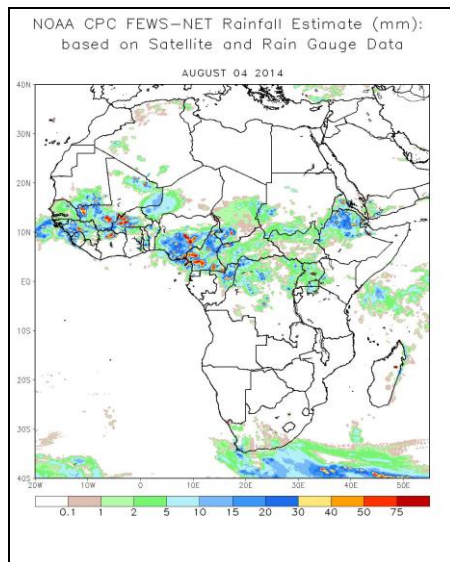 NOAA CPC FEWS-NET Rainfall Estimate (mm):
based on Satellite and Rain Gauge Data
AUGUST 04 2014
40N
30N
20N
10N
EQ
10S
20S
30S
40S
20W 10W 0 10E 20E 30E 40E 50E
0.1 1 2 5 10 15 20 30 40 50 75